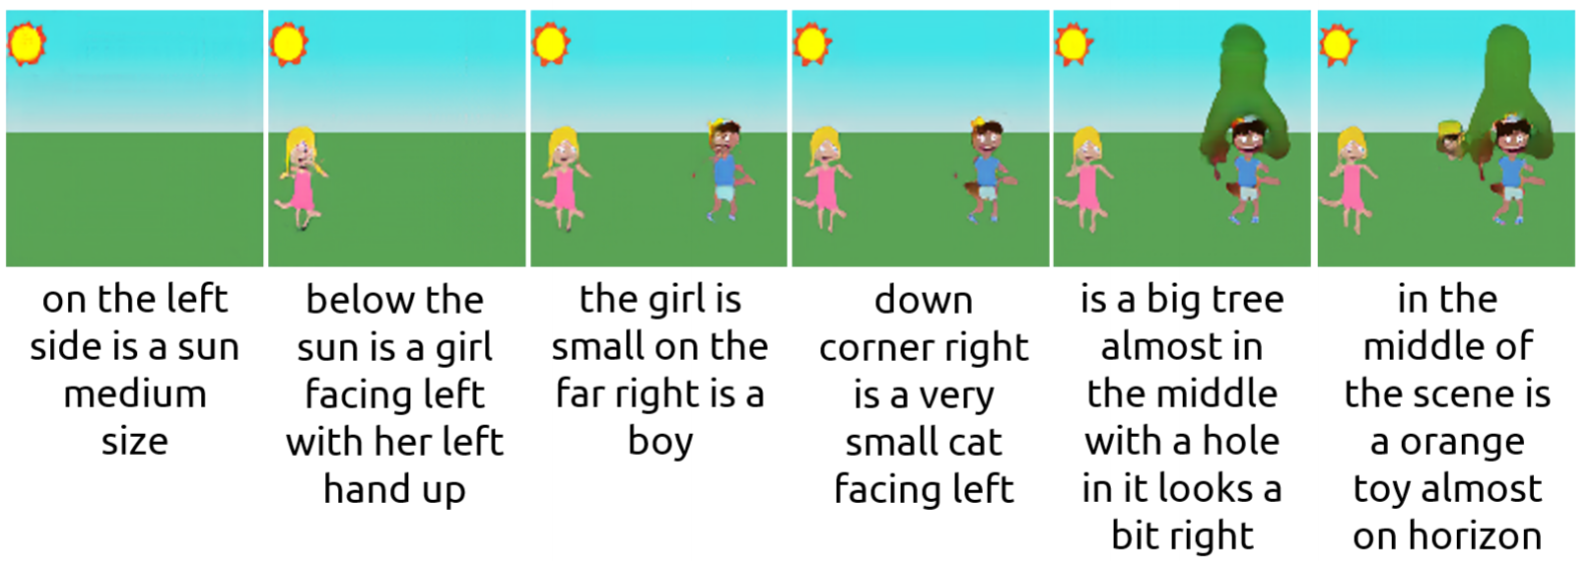 on the left
side is a sun
medium
size
below the
sun is a girl
facing left
with her left
hand up
the girl is
small on the
far right is a
boy
down
corner right
is a very
small cat
facing left
is a big tree
almost in
the middle
with a hole
in it looks a
bit right
in the
middle of
the scene is
a orange
toy almost
on horizon